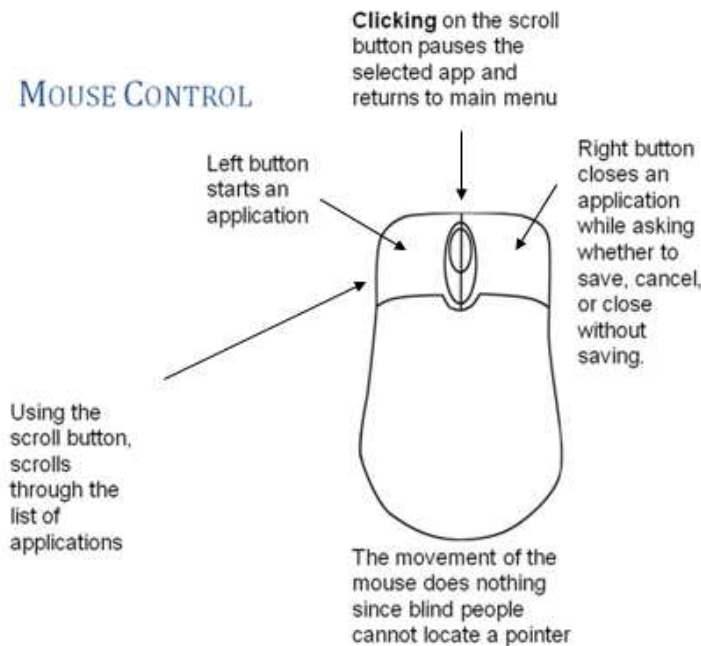 MOUSE CONTROL
Clicking on the scroll
button pauses the
selected app and
returns to main menu
Left button
starts an
application
Right button
closes an
application
while asking
whether to
save, cancel,
or close
without
saving.
Using the
scroll button,
scrolls
through the
list of
applications
The movement of the
mouse does nothing
since blind people
cannot locate a pointer